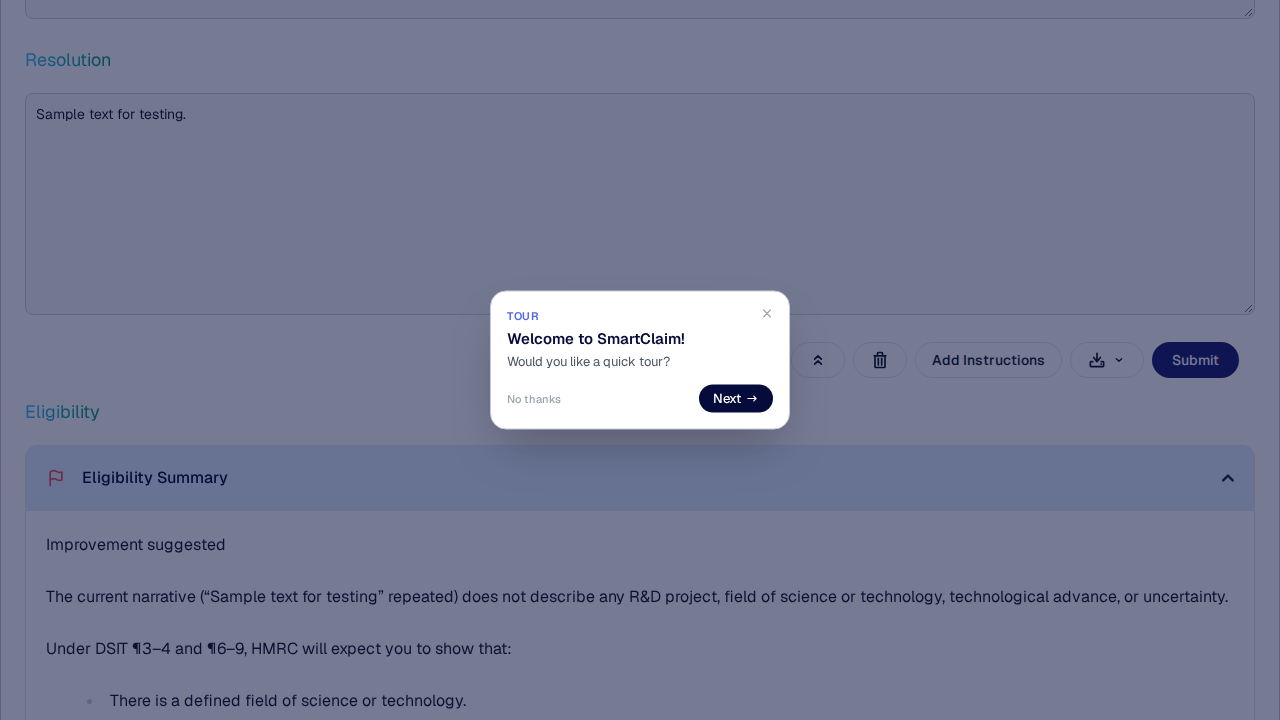 Resolution
Sample text for testing.
TOUR
Welcome to SmartClaim!
Would you like a quick tour?
No thanks
Next →
Add Instructions
Submit
Eligibility
Eligibility Summary
Improvement suggested
The current narrative (“Sample text for testing” repeated) does not describe any R&D project, field of science or technology, technological advance, or uncertainty.
Under DSIT ¶3–4 and ¶6–9, HMRC will expect you to show that:
There is a defined field of science or technology.